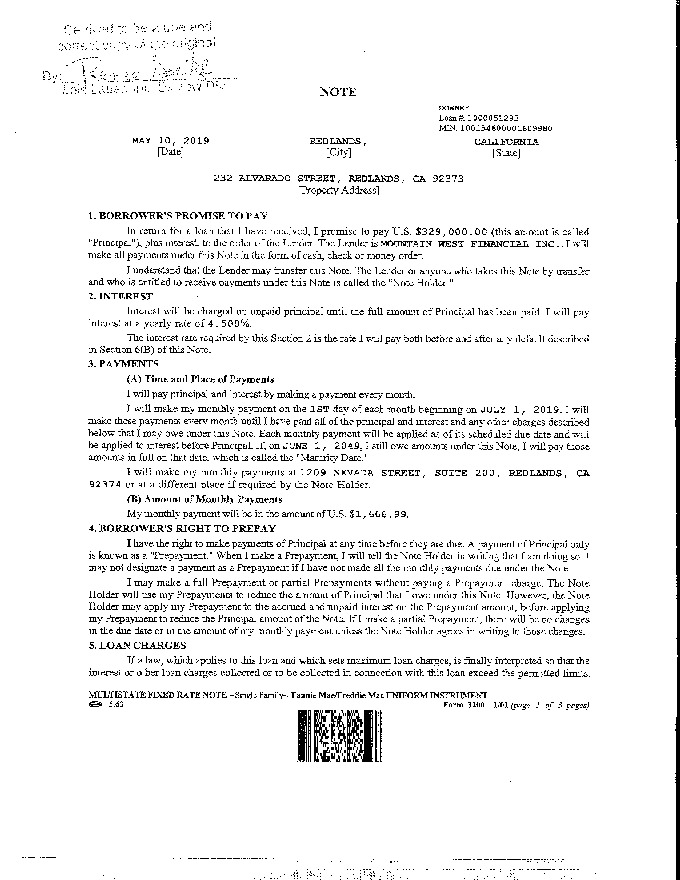 Certified to be a true and
correct copy of the original
By:
NOTE
Loan #: 1000051293
MIN: 100154600001809980
MAY 10, 2019 REDLANDS, CALIFORNIA
[Date] [City] [State]
232 ALVARADO STREET, REDLANDS, CA 92373
[Property Address]
1. BORROWER'S PROMISE TO PAY
In return for a loan that I have received, I promise to pay U.S. $329,000.00 (this amount is called
"Principal"), plus interest, to the order of the Lender. The Lender is MOUNTAIN WEST FINANCIAL INC.. I will
make all payments under this Note in the form of cash, check or money order.
I understand that the Lender may transfer this Note. The Lender or anyone who takes this Note by transfer
and who is entitled to receive payments under this Note is called the "Note Holder."
2. INTEREST
Interest will be charged on unpaid principal until the full amount of Principal has been paid. I will pay
interest at a yearly rate of 4.500%.
The interest rate required by this Section 2 is the rate I will pay both before and after any default described
in Section 6(B) of this Note.
3. PAYMENTS
(A) Time and Place of Payments
I will pay principal and interest by making a payment every month.
I will make my monthly payment on the 1ST day of each month beginning on JULY 1, 2019. I will
make these payments every month until I have paid all of the principal and interest and any other charges described
below that I may owe under this Note. Each monthly payment will be applied as of its scheduled due date and will
be applied to interest before Principal. If, on JUNE 1, 2049, I still owe amounts under this Note, I will pay those
amounts in full on that date, which is called the "Maturity Date."
I will make my monthly payments at 1209 NEVADA STREET, SUITE 200, REDLANDS, CA
92374 or at a different place if required by the Note Holder.
(B) Amount of Monthly Payments
My monthly payment will be in the amount of U.S. $1,666.99.
4. BORROWER'S RIGHT TO PREPAY
I have the right to make payments of Principal at any time before they are due. A payment of Principal only
is known as a "Prepayment." When I make a Prepayment, I will tell the Note Holder in writing that I am doing so. I
may not designate a payment as a Prepayment if I have not made all the monthly payments due under the Note.
I may make a full Prepayment or partial Prepayments without paying a Prepayment charge. The Note
Holder will use my Prepayments to reduce the amount of Principal that I owe under this Note. However, the Note
Holder may apply my Prepayment to the accrued and unpaid interest on the Prepayment amount, before applying
my Prepayment to reduce the Principal amount of the Note. If I make a partial Prepayment, there will be no changes
in the due date or in the amount of my monthly payment unless the Note Holder agrees in writing to those changes.
5. LOAN CHARGES
If a law, which applies to this loan and which sets maximum loan charges, is finally interpreted so that the
interest or other loan charges collected or to be collected in connection with this loan exceed the permitted limits,
MULTISTATE FIXED RATE NOTE--Single Family--Fannie Mae/Freddie Mac UNIFORM INSTRUMENT
Form 3200 1/01 (page 1 of 3 pages)